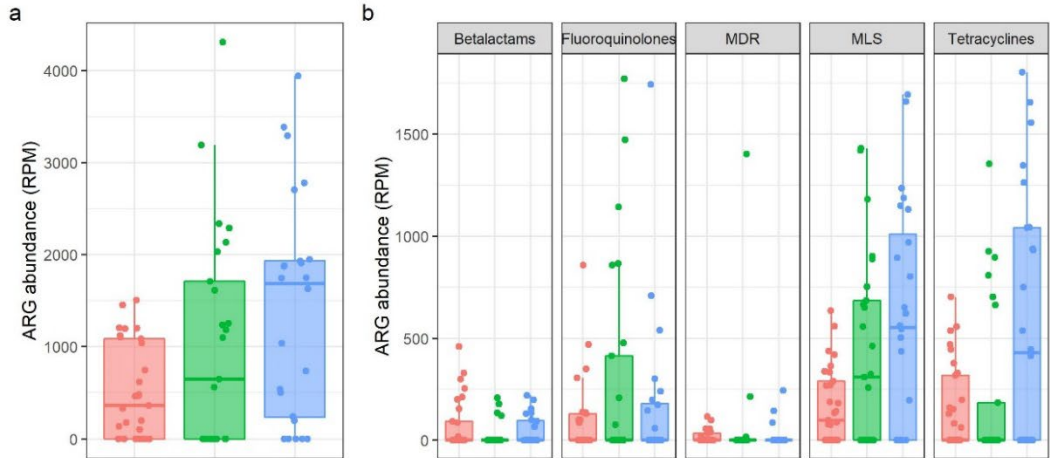 a
ARG abundance (RPM)
4000
3000
2000
1000
0
b
Betalactams
Fluoroquinolones
MDR
MLS
Tetracyclines
ARG abundance (RPM)
1500
1000
500
0